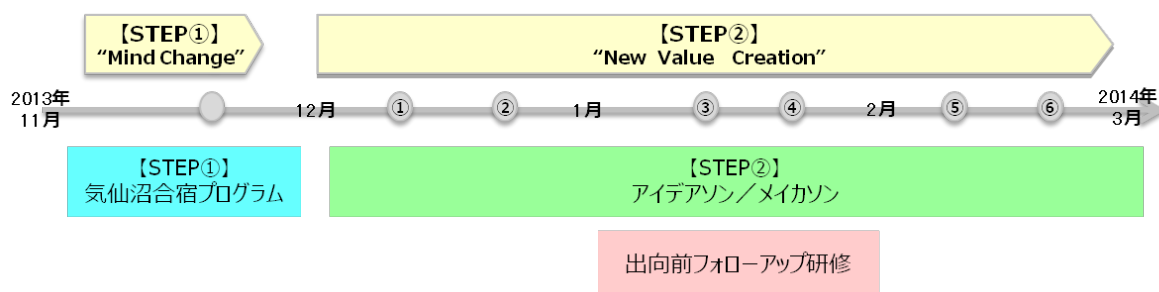 【STEP①】
“Mind Change”
【STEP②】
“New Value Creation”
2013年
11月
12月
①
②
1月
③
④
2月
⑤
⑥
2014年
3月
【STEP①】
気仙沼合宿プログラム
【STEP②】
アイデアソン／メイカソン
出向前フォローアップ研修